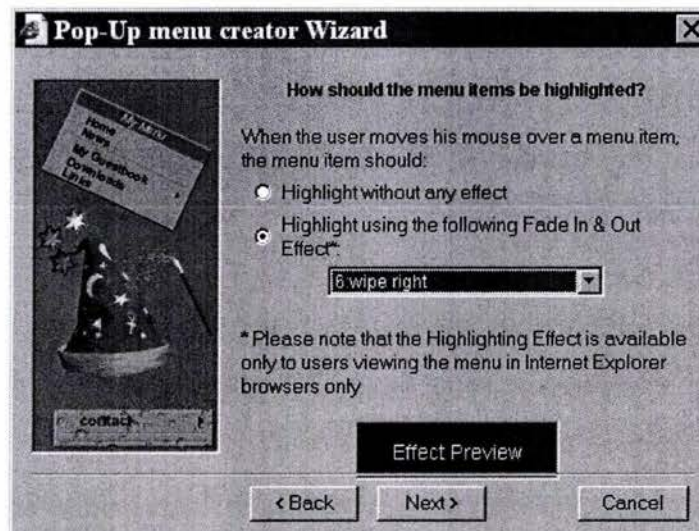 Pop-Up menu creator Wizard
How should the menu items be highlighted?
My Menu
Home
News
My Guestbook
Downloads
Links
When the user moves his mouse over a menu item,
the menu item should:
Highlight without any effect
Highlight using the following Fade In & Out
Effect*:
6 wipe right
* Please note that the Highlighting Effect is available
only to users viewing the menu in Internet Explorer
browsers only
contact
Effect Preview
< Back
Next >
Cancel